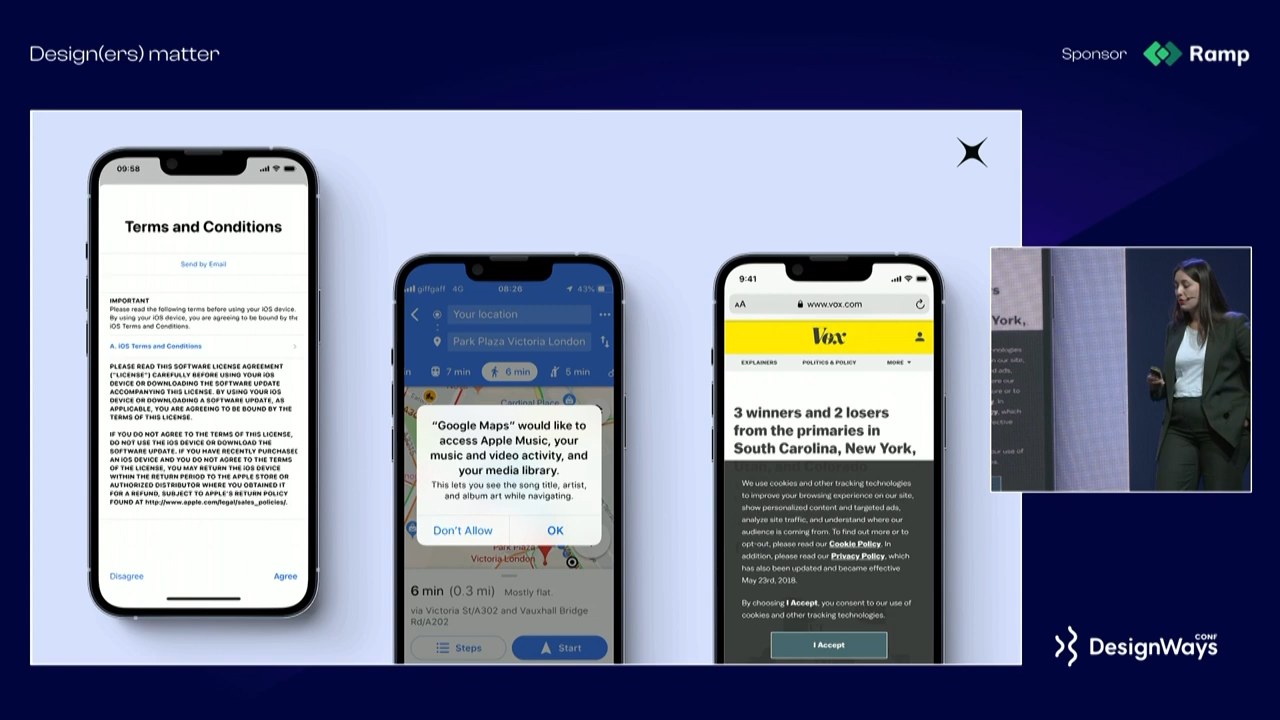 Design(ers) matter
Sponsor
Ramp
09:58
Terms and Conditions
Send by Email
IMPORTANT
Please read the following terms before using your iOS device.
By using your iOS device, you are agreeing to be bound by the
iOS Terms and Conditions.
A. iOS Terms and Conditions
PLEASE READ THIS SOFTWARE LICENSE AGREEMENT
("LICENSE") CAREFULLY BEFORE USING YOUR iOS
DEVICE OR DOWNLOADING THE SOFTWARE UPDATE
ACCOMPANYING THIS LICENSE. BY USING YOUR iOS
DEVICE OR DOWNLOADING A SOFTWARE UPDATE, AS
APPLICABLE, YOU ARE AGREEING TO BE BOUND BY THE
TERMS OF THIS LICENSE.
IF YOU DO NOT AGREE TO THE TERMS OF THIS LICENSE,
DO NOT USE THE iOS DEVICE OR DOWNLOAD THE
SOFTWARE UPDATE. IF YOU HAVE RECENTLY PURCHASED
AN iOS DEVICE AND YOU DO NOT AGREE TO THE TERMS
OF THE LICENSE, YOU MAY RETURN THE iOS DEVICE
WITHIN THE RETURN PERIOD TO THE APPLE STORE OR
AUTHORIZED DISTRIBUTOR WHERE YOU OBTAINED IT
FOR A REFUND, SUBJECT TO APPLE'S RETURN POLICY
FOUND AT http://www.apple.com/legal/sales_policies/.
Disagree
Agree
giffgaff 4G
08:26
43%
Your location
Park Plaza Victoria London
7 min
6 min
5 min
Cardinal Place
"Google Maps" would like to
access Apple Music, your
music and video activity, and
your media library.
This lets you see the song title, artist,
and album art while navigating.
Don't Allow
OK
Park Plaza
Victoria London
6 min (0.3 mi) Mostly flat
via Victoria St/A302 and Vauxhall Bridge
Rd/A202
Steps
Start
9:41
AA
www.vox.com
Vox
EXPLAINERS
POLITICS & POLICY
MORE
3 winners and 2 losers
from the primaries in
South Carolina, New York,
Utah, and Colorado
We use cookies and other tracking technologies
to improve your browsing experience on our site,
show personalized content and targeted ads,
analyze site traffic, and understand where our
audience is coming from. To find out more or to
opt-out, please read our Cookie Policy. In
addition, please read our Privacy Policy, which
has also been updated and became effective
May 23rd, 2018.
By choosing I Accept, you consent to our use of
cookies and other tracking technologies.
I Accept
York,
DesignWays
CONF